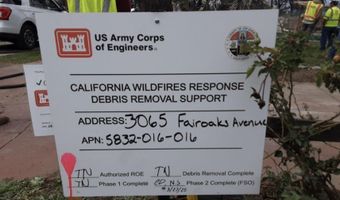 US Army Corps
of Engineers®
CALIFORNIA WILDFIRES RESPONSE
DEBRIS REMOVAL SUPPORT
ADDRESS: 3065 Fairoaks Avenue
APN: 5832-016-016
TN Authorized ROE TN Debris Removal Complete
TN Phase 1 Complete N.S Phase 2 Complete (FSO)